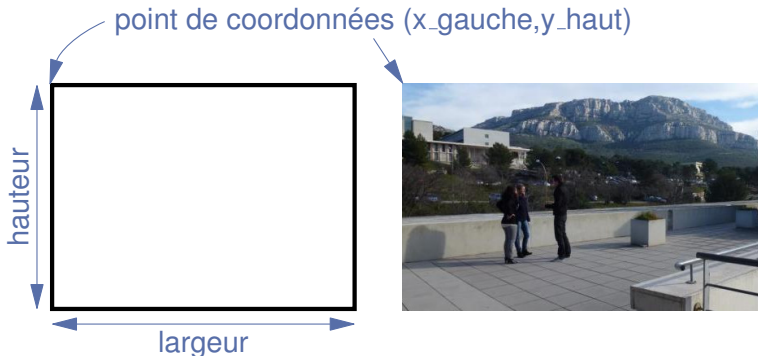 point de coordonnées (x_gauche,y_haut)
hauteur
largeur